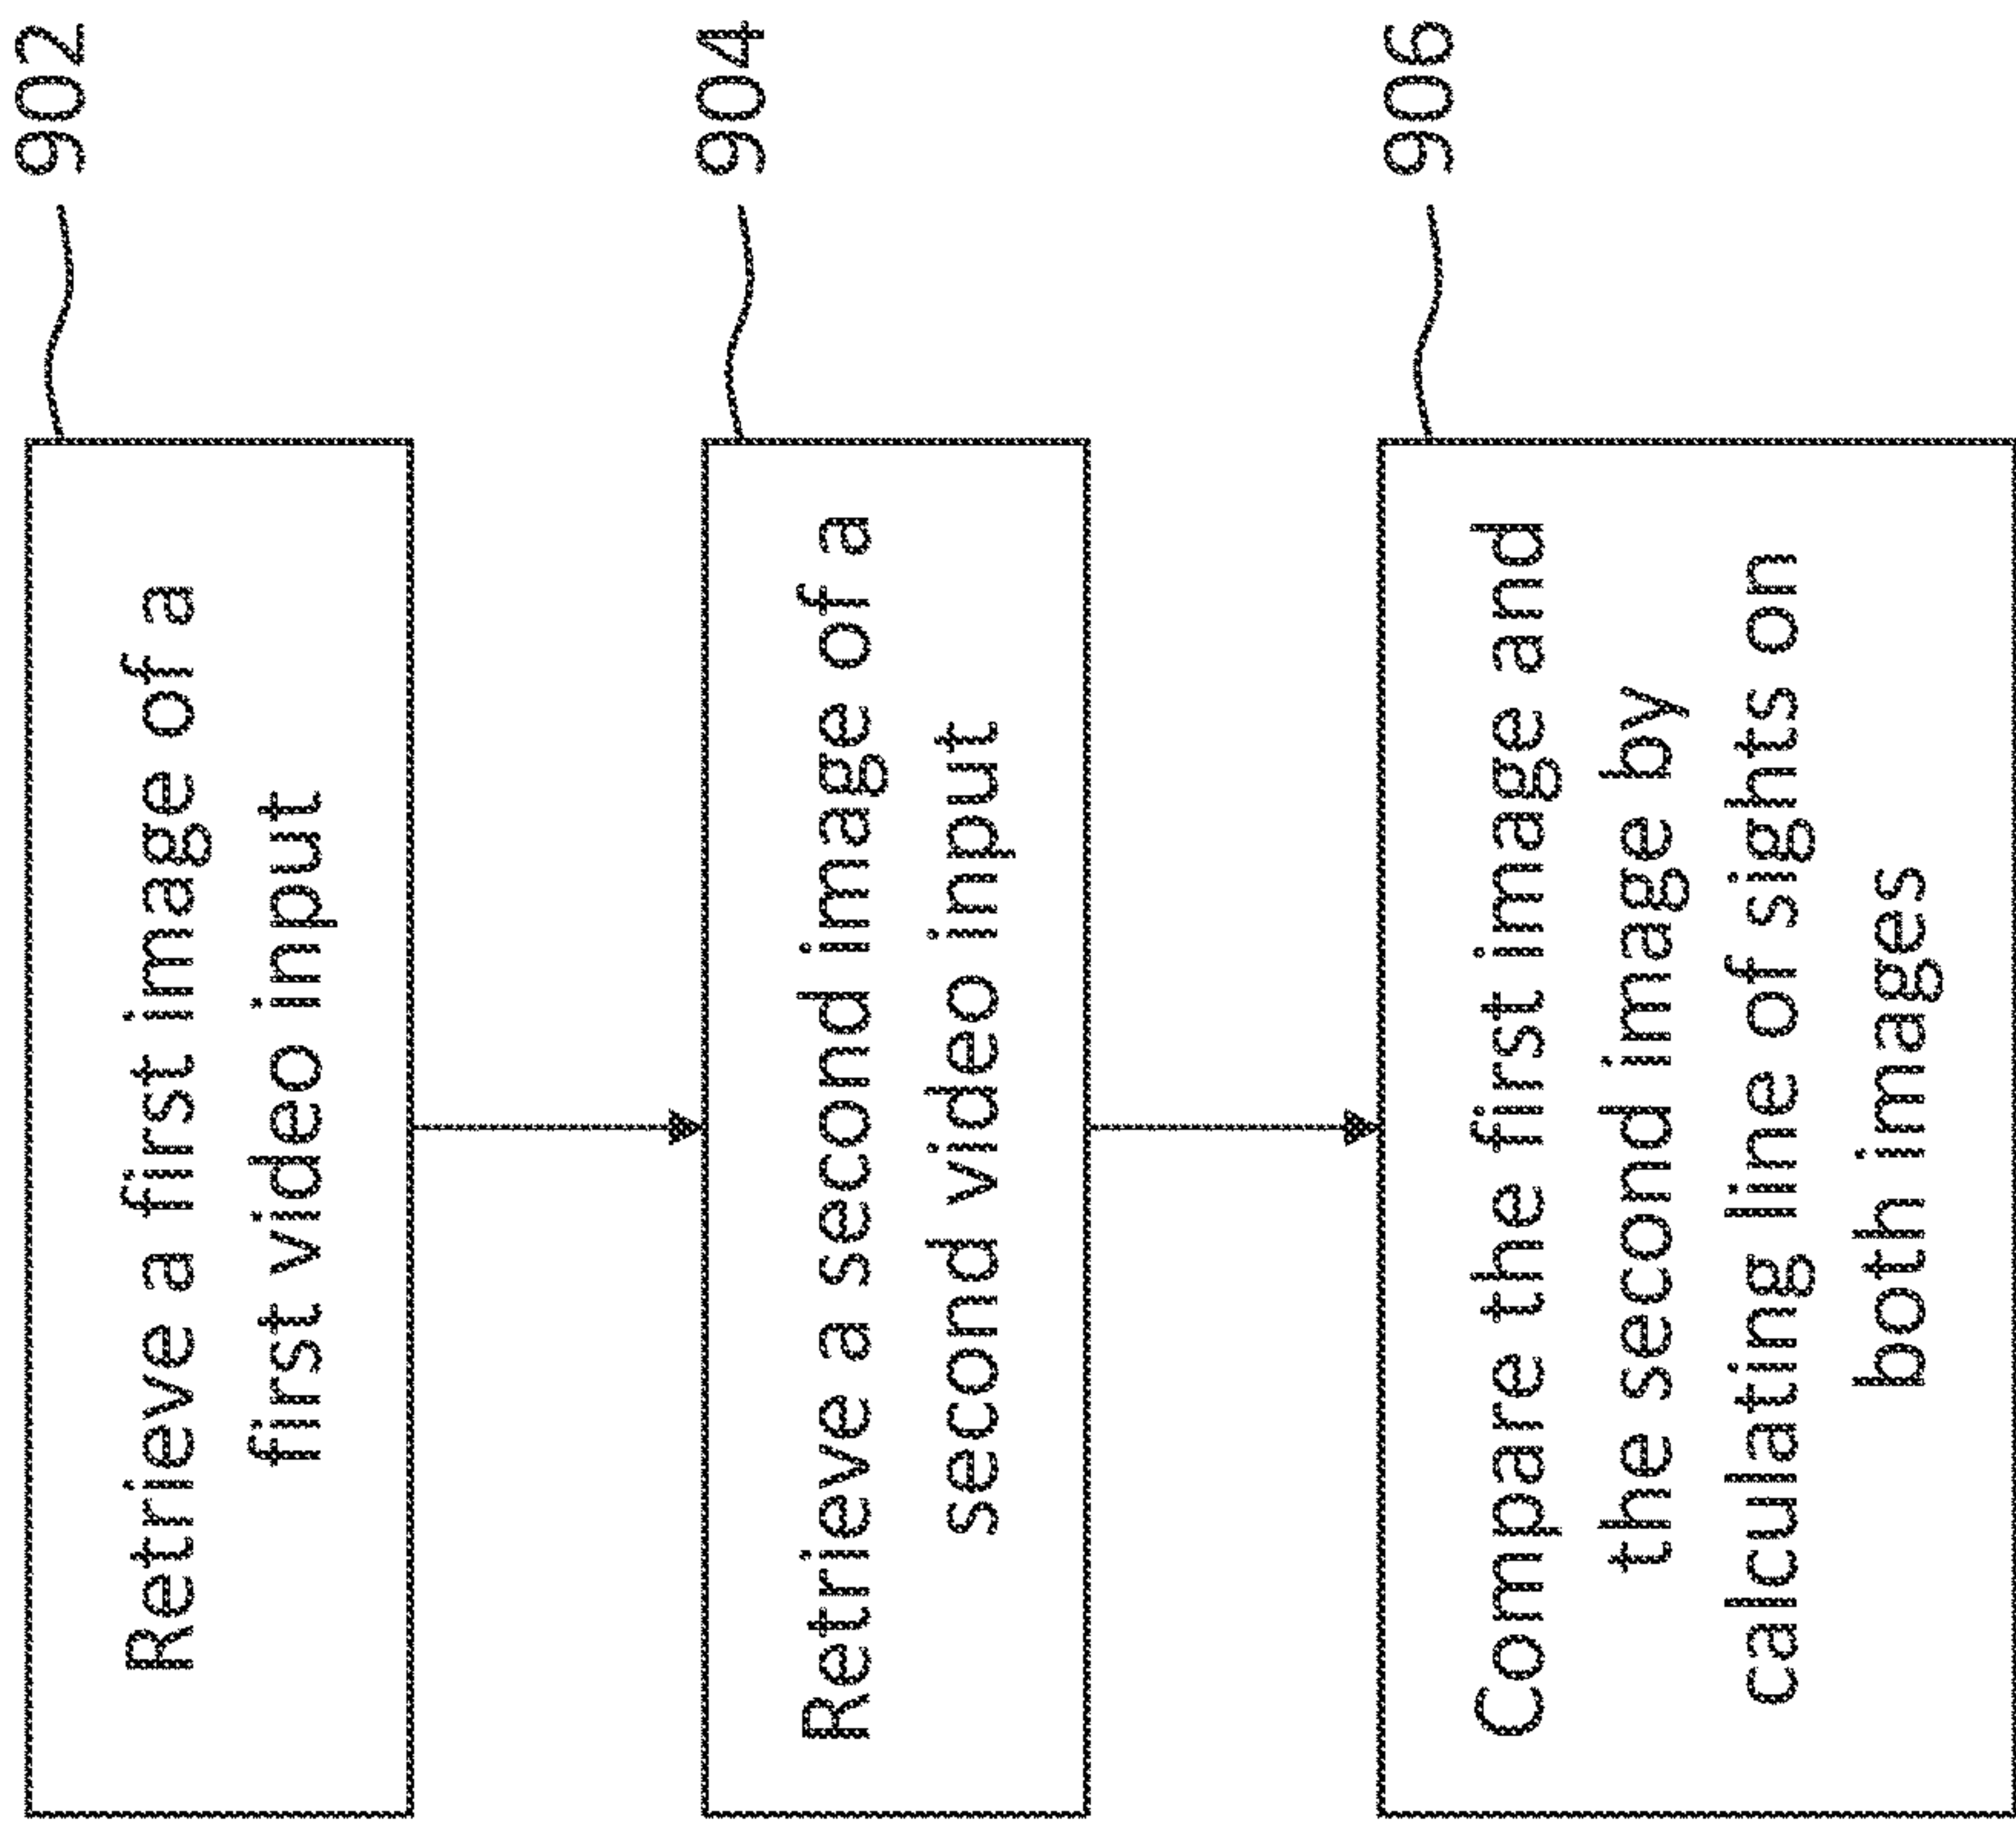 Retrieve a first image of a
first video input
902
Retrieve a second image of a
second video input
904
Compare the first image and
the second image by
calculating line of sights on
both images
906